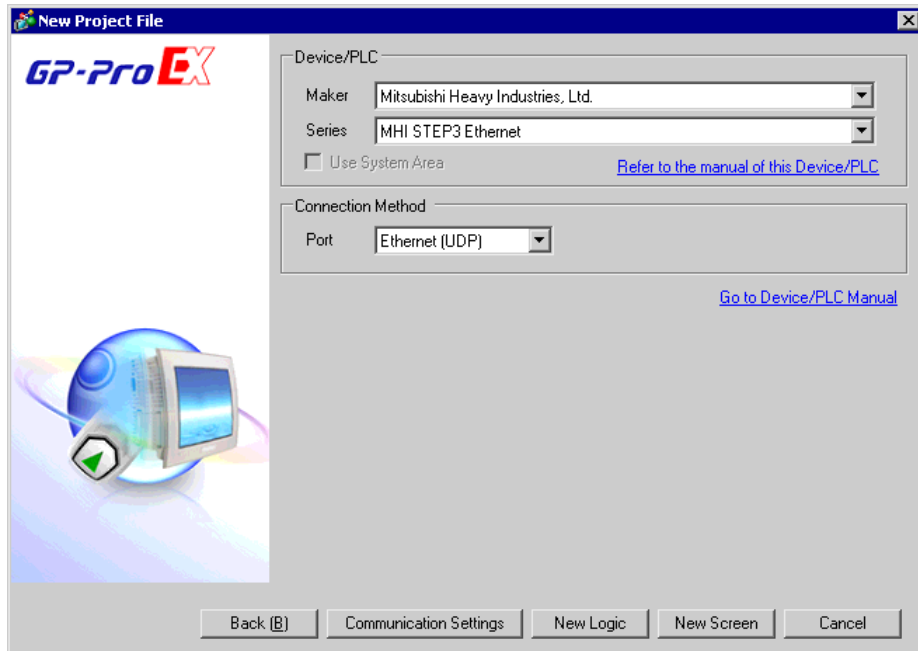 New Project File
GP-Pro EX
Device/PLC
Maker Mitsubishi Heavy Industries, Ltd.
Series MHI STEP3 Ethernet
Use System Area Refer to the manual of this Device/PLC
Connection Method
Port Ethernet (UDP)
Go to Device/PLC Manual
Back (B) Communication Settings New Logic New Screen Cancel